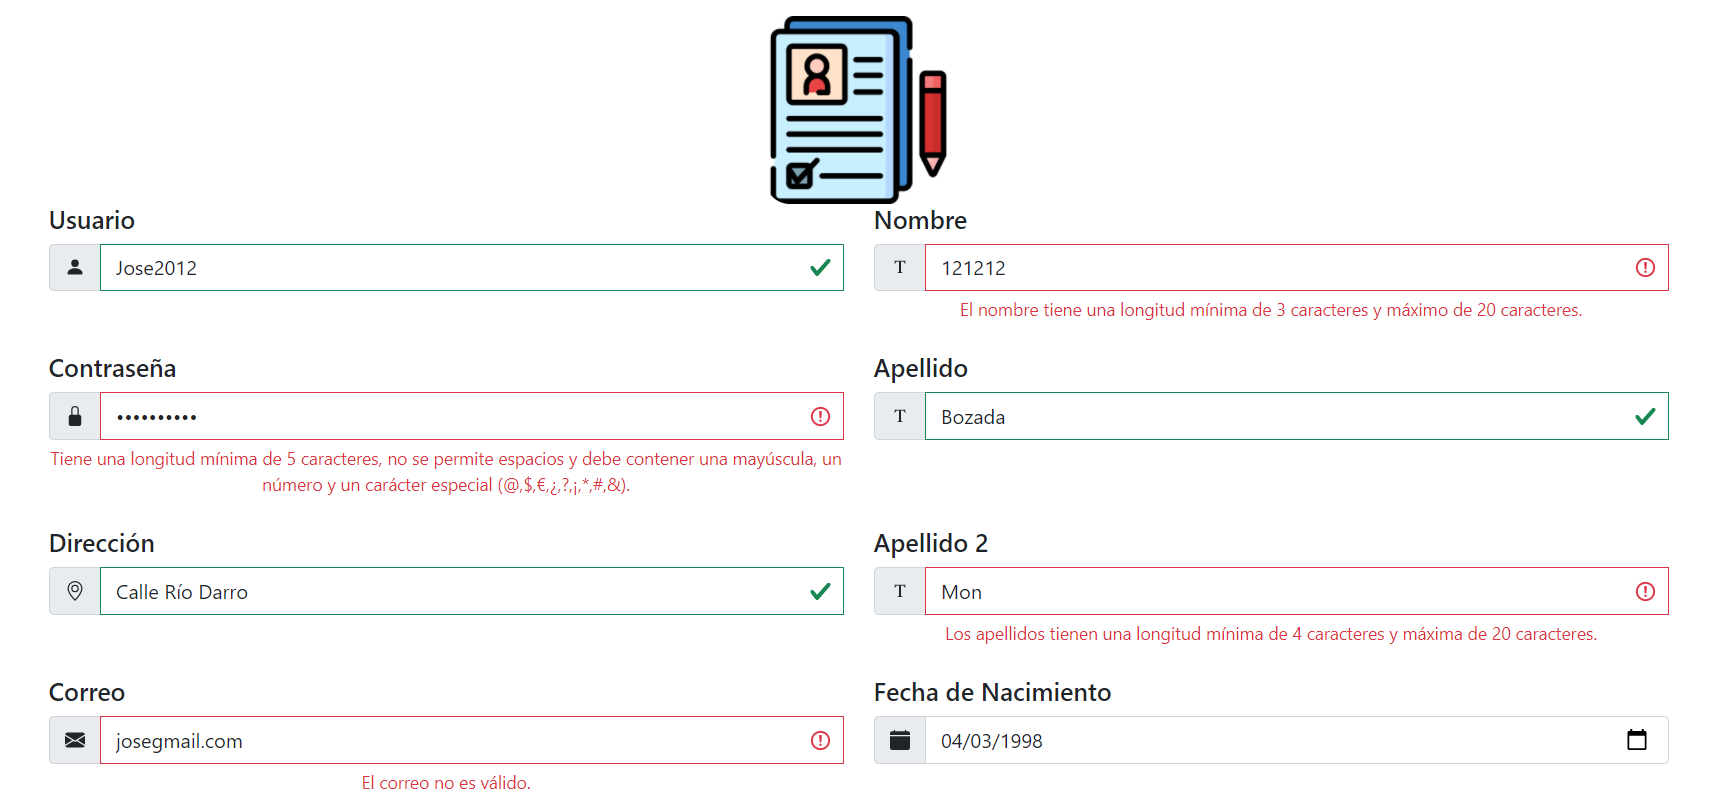 Usuario
Jose2012
Nombre
T 121212
El nombre tiene una longitud mínima de 3 caracteres y máximo de 20 caracteres.
Contraseña
••••••••••
Tiene una longitud mínima de 5 caracteres, no se permite espacios y debe contener una mayúscula, un
número y un carácter especial (@,$,€,¿,?,¡,*,#,&).
Apellido
T Bozada
Dirección
Calle Río Darro
Apellido 2
T Mon
Los apellidos tienen una longitud mínima de 4 caracteres y máxima de 20 caracteres.
Correo
josegmail.com
El correo no es válido.
Fecha de Nacimiento
04/03/1998